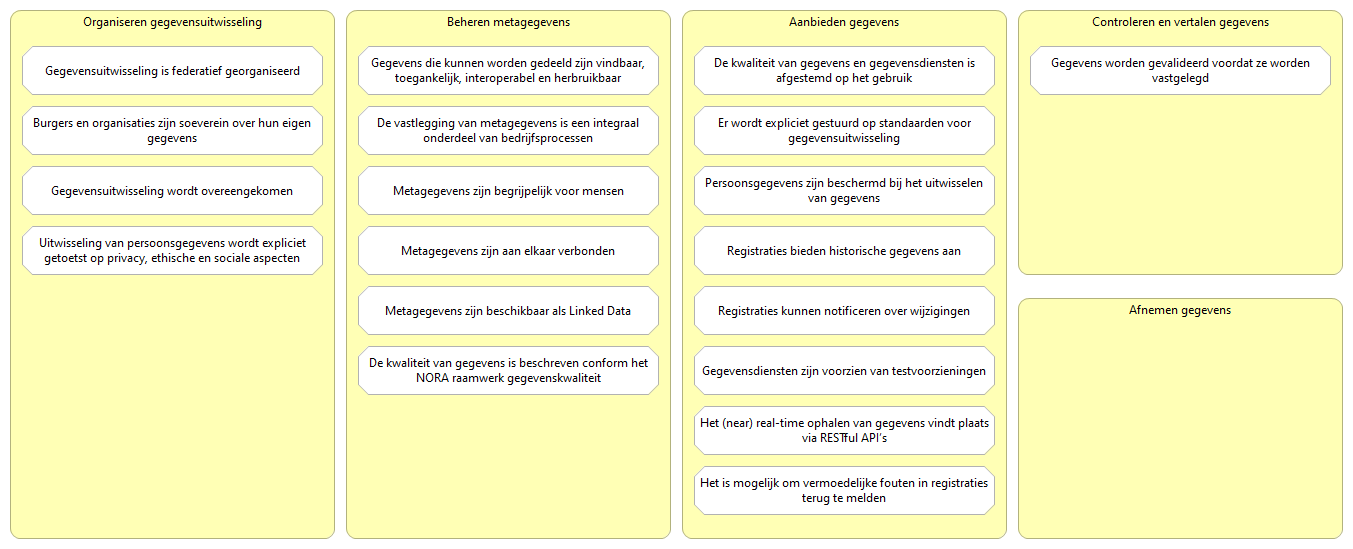 Organiseren gegevensuitwisseling
Gegevensuitwisseling is federatief georganiseerd
Burgers en organisaties zijn soeverein over hun eigen
gegevens
Gegevensuitwisseling wordt overeengekomen
Uitwisseling van persoonsgegevens wordt expliciet
getoetst op privacy, ethische en sociale aspecten
Beheren metagegevens
Gegevens die kunnen worden gedeeld zijn vindbaar,
toegankelijk, interoperabel en herbruikbaar
De vastlegging van metagegevens is een integraal
onderdeel van bedrijfsprocessen
Metagegevens zijn begrijpelijk voor mensen
Metagegevens zijn aan elkaar verbonden
Metagegevens zijn beschikbaar als Linked Data
De kwaliteit van gegevens is beschreven conform het
NORA raamwerk gegevenskwaliteit
Aanbieden gegevens
De kwaliteit van gegevens en gegevensdiensten is
afgestemd op het gebruik
Er wordt expliciet gestuurd op standaarden voor
gegevensuitwisseling
Persoonsgegevens zijn beschermd bij het uitwisselen
van gegevens
Registraties bieden historische gegevens aan
Registraties kunnen notificeren over wijzigingen
Gegevensdiensten zijn voorzien van testvoorzieningen
Het (near) real-time ophalen van gegevens vindt plaats
via RESTful API's
Het is mogelijk om vermoedelijke fouten in registraties
terug te melden
Controleren en vertalen gegevens
Gegevens worden gevalideerd voordat ze worden
vastgelegd
Afnemen gegevens